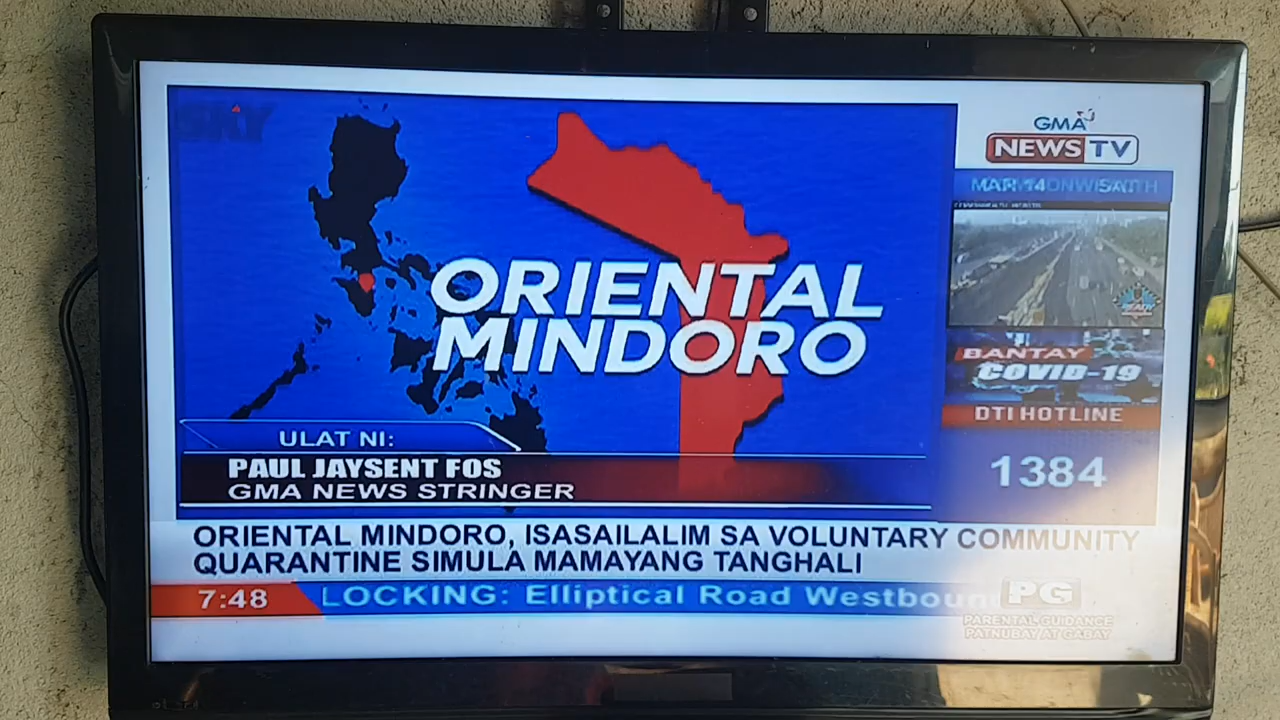 SKY
GMA
NEWS TV
ORIENTAL
MINDORO
BANTAY
COVID-19
DTI HOTLINE
1384
ULAT NI:
PAUL JAYSENT FOS
GMA NEWS STRINGER
ORIENTAL MINDORO, ISASAILALIM SA VOLUNTARY COMMUNITY
QUARANTINE SIMULA MAMAYANG TANGHALI
7:48 LOCKING: Elliptical Road Westboun
PG
PARENTAL GUIDANCE
PATNUBAY AT GABAY